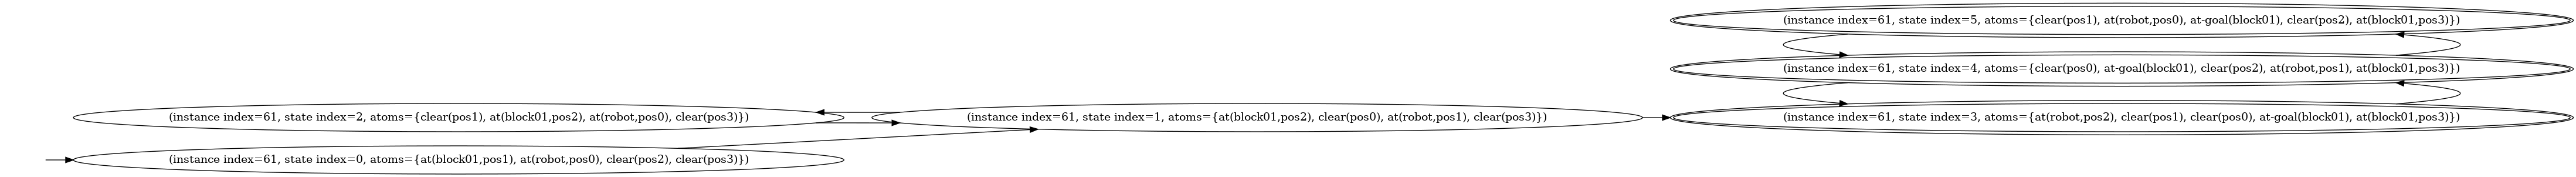 (instance index=61, state index=5, atoms={clear(pos1), at(robot,pos0), at-goal(block01), clear(pos2), at(block01,pos3)})
(instance index=61, state index=4, atoms={clear(pos0), at-goal(block01), clear(pos2), at(robot,pos1), at(block01,pos3)})
(instance index=61, state index=2, atoms={clear(pos1), at(block01,pos2), at(robot,pos0), clear(pos3)})
(instance index=61, state index=1, atoms={at(block01,pos2), clear(pos0), at(robot,pos1), clear(pos3)})
(instance index=61, state index=3, atoms={at(robot,pos2), clear(pos1), clear(pos0), at-goal(block01), at(block01,pos3)})
(instance index=61, state index=0, atoms={at(block01,pos1), at(robot,pos0), clear(pos2), clear(pos3)})